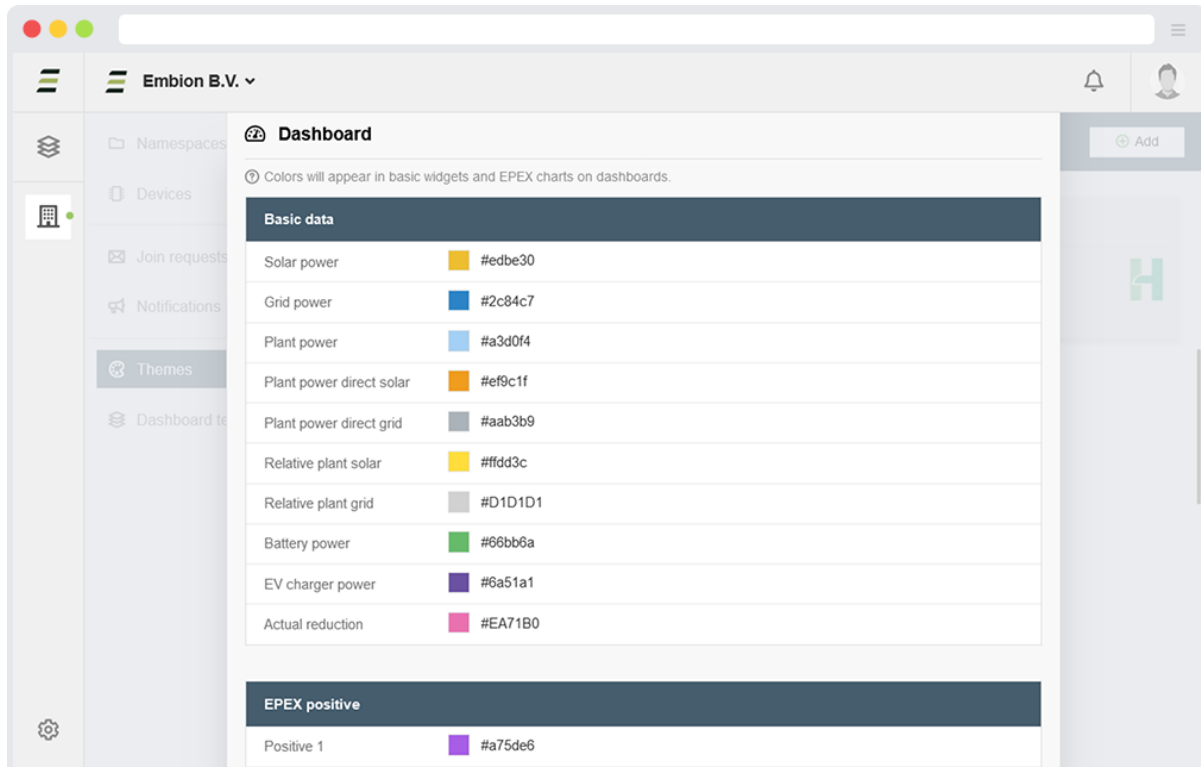 Embion B.V.
Namespaces
Devices
Join requests
Notifications
Themes
Dashboard te
Add
Dashboard
Colors will appear in basic widgets and EPEX charts on dashboards.
Basic data
Solar power #edbe30
Grid power #2c84c7
Plant power #a3d0f4
Plant power direct solar #ef9c1f
Plant power direct grid #aab3b9
Relative plant solar #ffdd3c
Relative plant grid #D1D1D1
Battery power #66bb6a
EV charger power #6a51a1
Actual reduction #EA71B0
EPEX positive
Positive 1 #a75de6